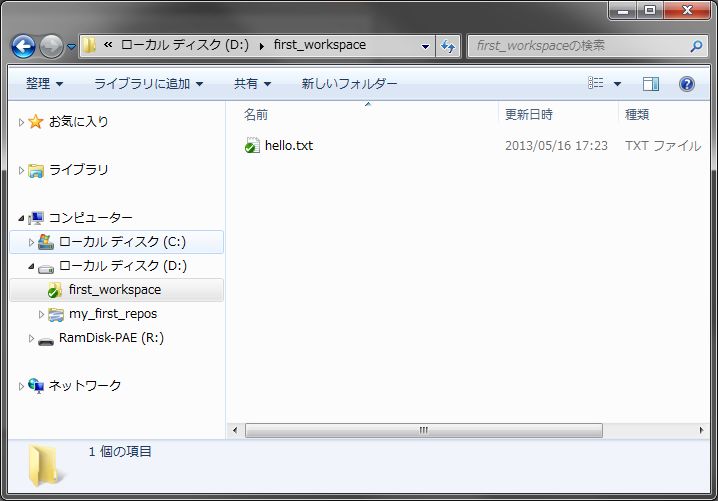 « ローカル ディスク (D:) ▸ first_workspace
first_workspaceの検索
整理 ライブラリに追加 共有 新しいフォルダー
名前 更新日時 種類
hello.txt 2013/05/16 17:23 TXT ファイル
お気に入り
ライブラリ
コンピューター
ローカル ディスク (C:)
ローカル ディスク (D:)
first_workspace
my_first_repos
RamDisk-PAE (R:)
ネットワーク
1 個の項目